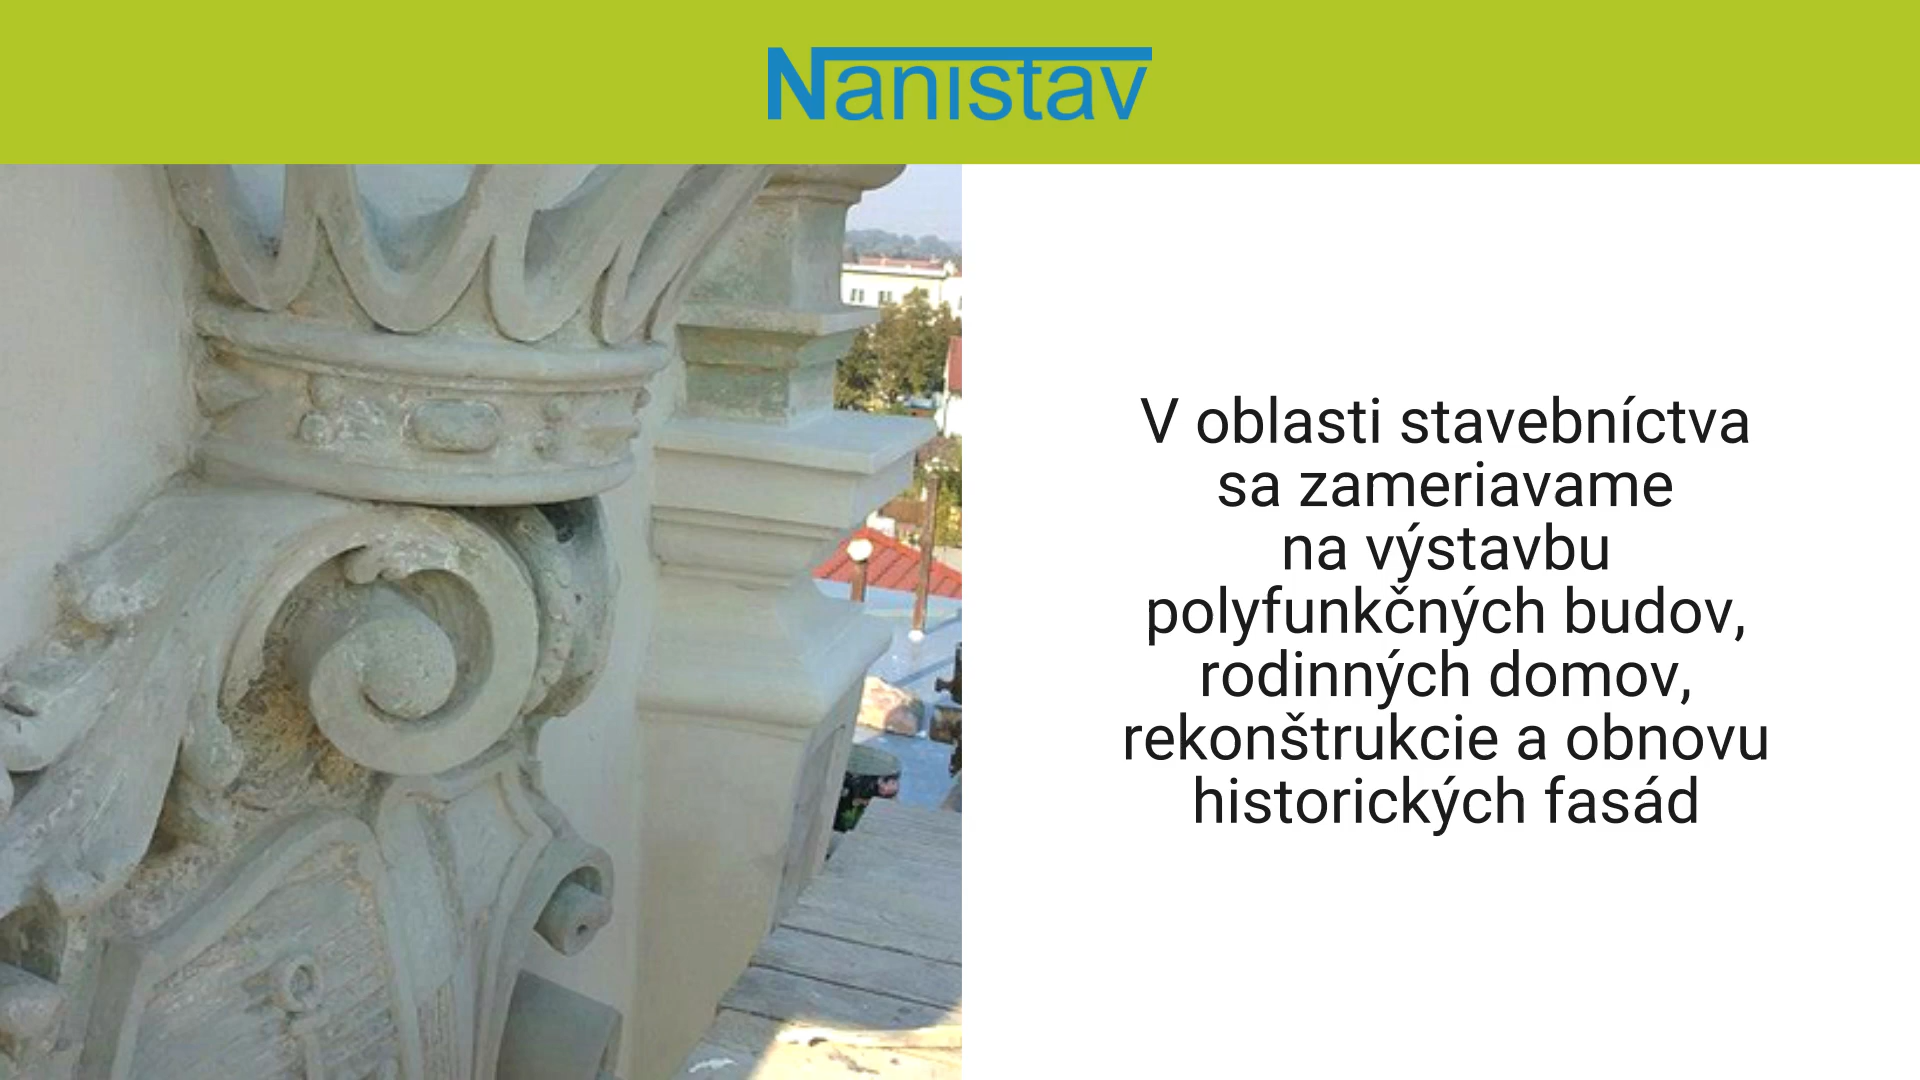 Nanistav
V oblasti stavebníctva
sa zameriavame
na výstavbu
polyfunkčných budov,
rodinných domov,
rekonštrukcie a obnovu
historických fasád